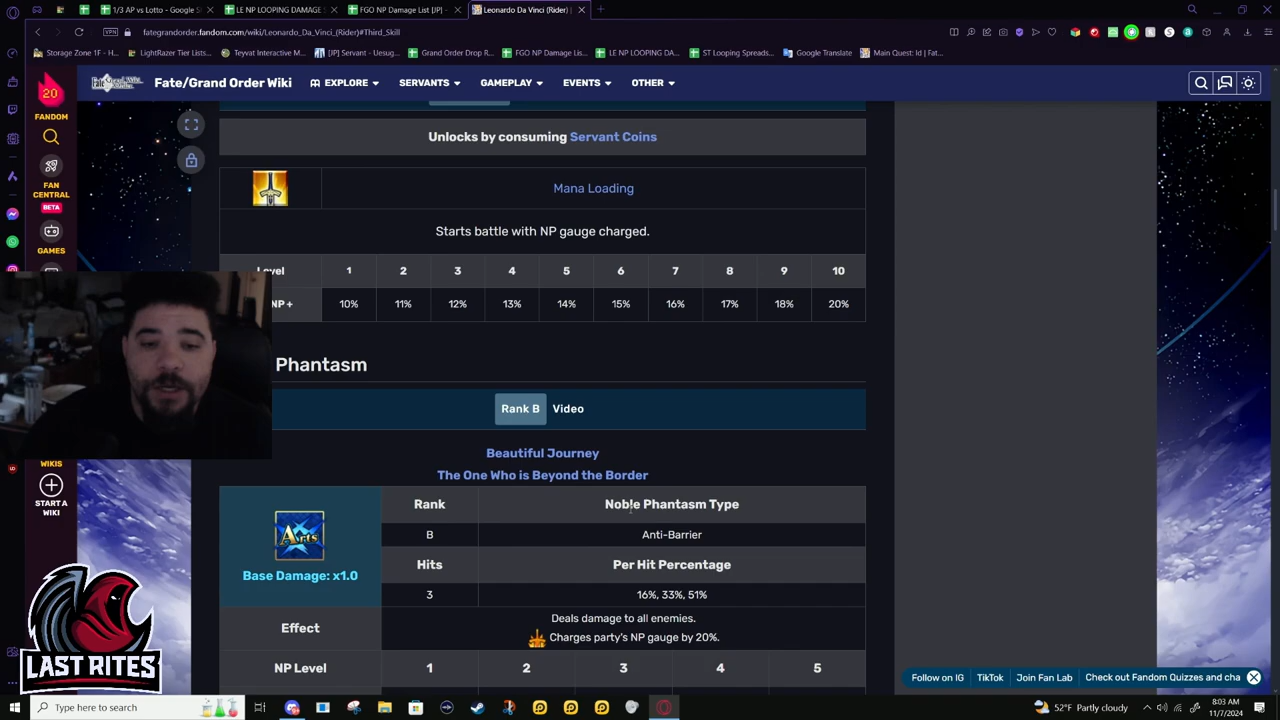 1/3 AP vs Lotto - Google S
LE NP LOOPING DAMAGE
FGO NP Damage List [JP]
Leonardo Da Vinci (Rider) |
VPN
fategrandorder.fandom.com/wiki/Leonardo_Da_Vinci_(Rider)#Third_Skill
Storage Zone 1F - H...
LightRazer Tier Lists...
Teyvat Interactive M...
[JP] Servant - Uesug...
Grand Order Drop R...
FGO NP Damage Lis...
LE NP LOOPING DA...
ST Looping Spreads...
Google Translate
Main Quest: Id | Fat...
20
FANDOM
Fate/Grand Order Wiki
EXPLORE
SERVANTS
GAMEPLAY
EVENTS
OTHER
FAN
CENTRAL
BETA
GAMES
WIKIS
START A
WIKI
Unlocks by consuming Servant Coins
Mana Loading
Starts battle with NP gauge charged.
Level 1 2 3 4 5 6 7 8 9 10
NP + 10% 11% 12% 13% 14% 15% 16% 17% 18% 20%
Phantasm
Rank B Video
Beautiful Journey
The One Who is Beyond the Border
Arts
Base Damage: x1.0
Rank Noble Phantasm Type
B Anti-Barrier
Hits Per Hit Percentage
3 16%, 33%, 51%
Effect
Deals damage to all enemies.
Charges party's NP gauge by 20%.
NP Level 1 2 3 4 5
LAST RITES
Follow on IG TikTok Join Fan Lab Check out Fandom Quizzes and cha
Type here to search
52°F Partly cloudy
8:03 AM
11/7/2024